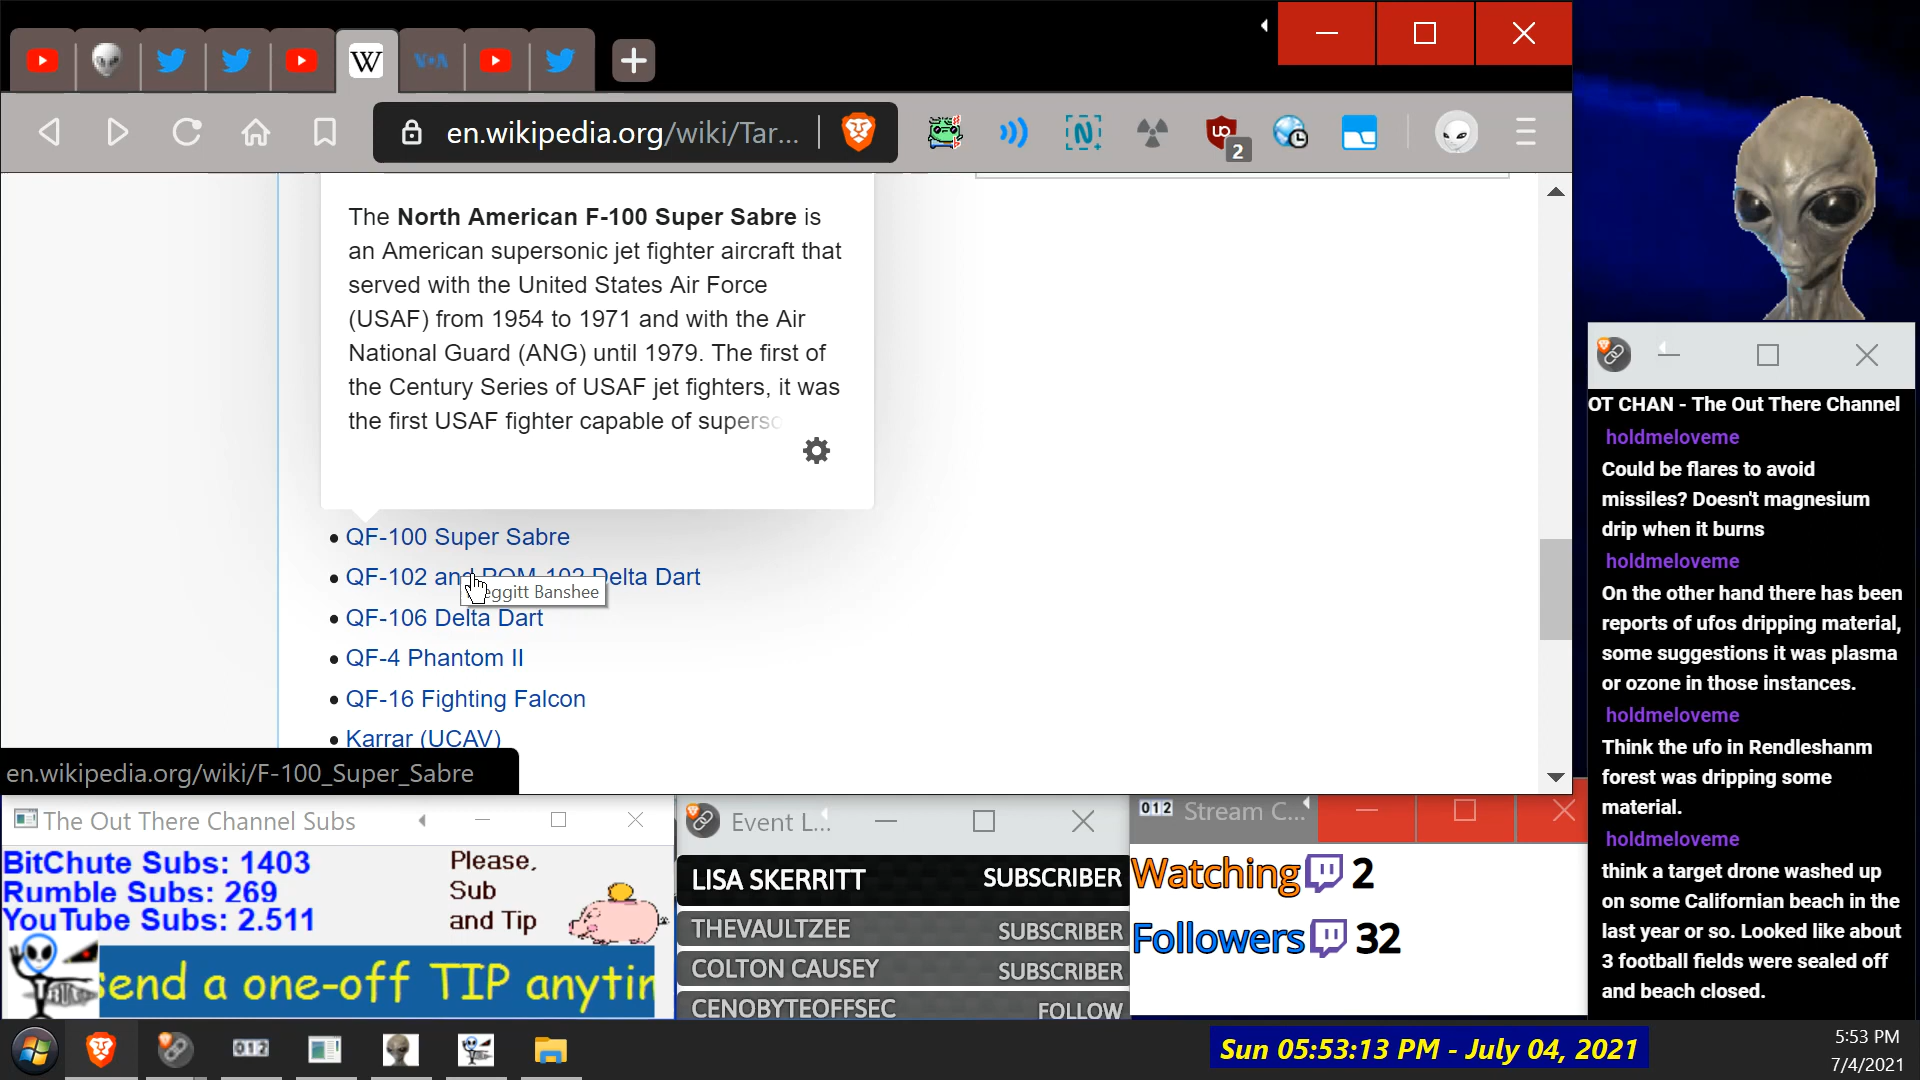 W
VOA
en.wikipedia.org/wiki/Tar...
N
2
The North American F-100 Super Sabre is
an American supersonic jet fighter aircraft that
served with the United States Air Force
(USAF) from 1954 to 1971 and with the Air
National Guard (ANG) until 1979. The first of
the Century Series of USAF jet fighters, it was
the first USAF fighter capable of
QF-100 Super Sabre
QF-102 and PQM-102 Delta Dart
Banshee
QF-106 Delta Dart
QF-4 Phantom II
QF-16 Fighting Falcon
Karrar (UCAV)
en.wikipedia.org/wiki/F-100_Super_Sabre
OT CHAN - The Out There Channel
holdmeloveme
Could be flares to avoid
missiles? Doesn't magnesium
drip when it burns
holdmeloveme
On the other hand there has been
reports of ufos dripping material,
some suggestions it was plasma
or ozone in those instances.
holdmeloveme
Think the ufo in Rendleshanm
forest was dripping some
material.
holdmeloveme
think a target drone washed up
on some Californian beach in the
last year or so. Looked like about
3 football fields were sealed off
and beach closed.
The Out There Channel Subs
BitChute Subs: 1403
Rumble Subs: 269
YouTube Subs: 2.511
Please,
Sub
and Tip
send a one-off TIP anytim
Event L...
LISA SKERRITT SUBSCRIBER
THEVAULTZEE SUBSCRIBER
COLTON CAUSEY SUBSCRIBER
CENOBYTEOFFSEC FOLLOW
012 Stream C...
Watching 2
Followers 32
012
Sun 05:53:13 PM - July 04, 2021
5:53 PM
7/4/2021